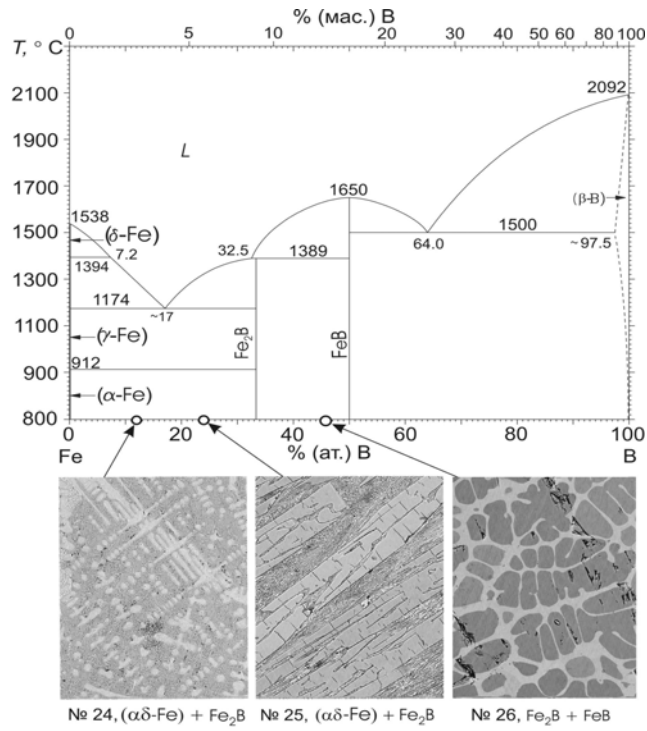 % (мас.) B
T, ° C 0 5 10 20 30 40 50 60 80 100
2092
2100
1900
L
1700
1650
(β-B)
1538
1500
(δ-Fe)
1500
7.2
32.5
64.0
~97.5
1394
1389
1300
1174
~17
1100
(γ-Fe)
Fe₂B
FeB
912
900
(α-Fe)
800
0 20 40 60 80 100
Fe % (ат.) B B
№ 24, (αδ-Fe) + Fe₂B № 25, (αδ-Fe) + Fe₂B № 26, Fe₂B + FeB